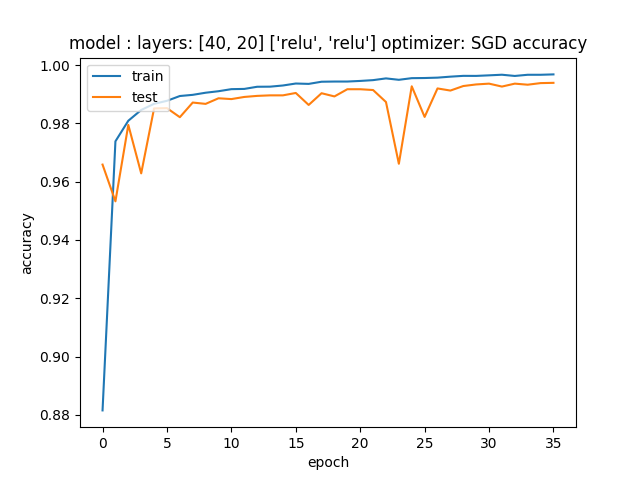 model : layers: [40, 20] ['relu', 'relu'] optimizer: SGD accuracy
1.00
0.98
0.96
0.94
0.92
0.90
0.88
accuracy
train
test
0 5 10 15 20 25 30 35
epoch